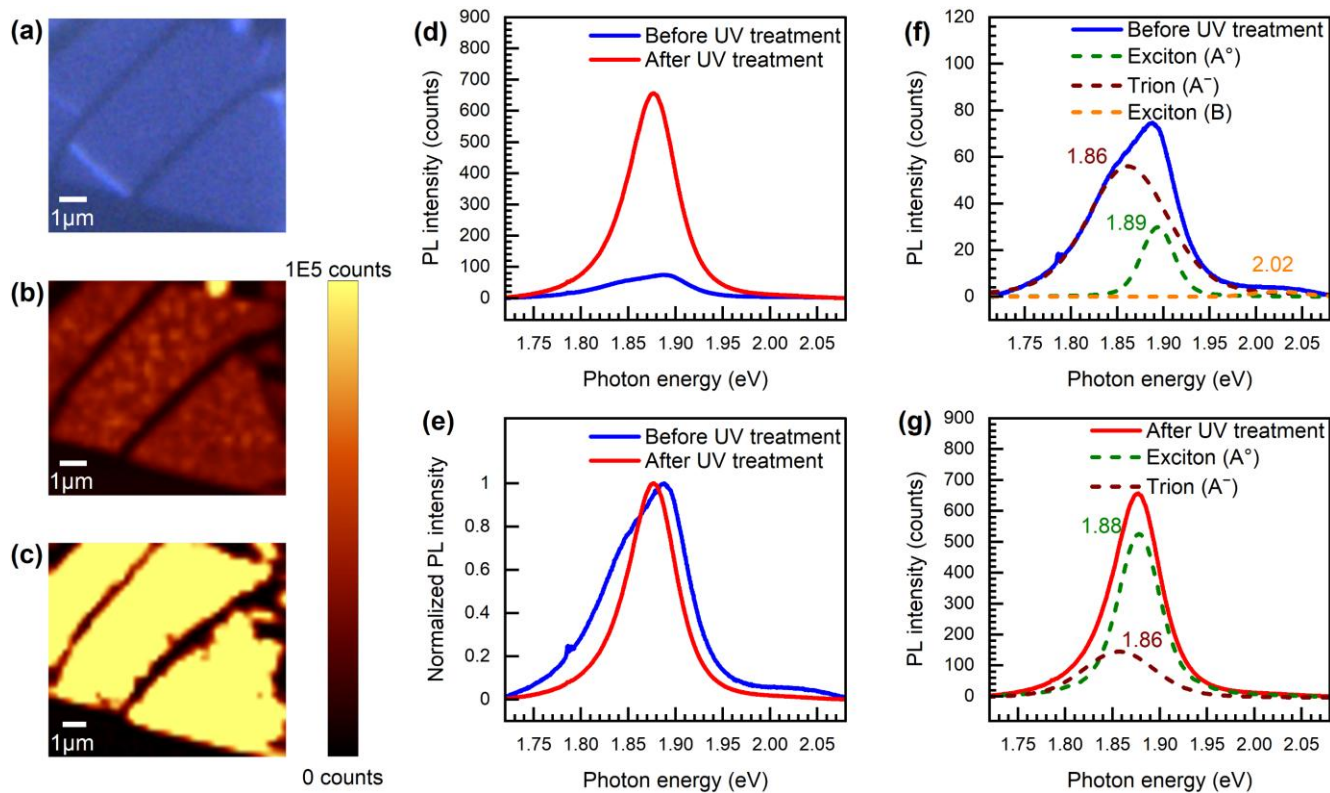 (a)
1µm
(b)
1µm
(c)
1µm
1E5 counts
0 counts
(d)
PL intensity (counts)
900
800
700
600
500
400
300
200
100
0
Before UV treatment
After UV treatment
1.75 1.80 1.85 1.90 1.95 2.00 2.05
Photon energy (eV)
(e)
Normalized PL intensity
1
0.8
0.6
0.4
0.2
0
Before UV treatment
After UV treatment
1.75 1.80 1.85 1.90 1.95 2.00 2.05
Photon energy (eV)
(f)
PL intensity (counts)
120
100
80
60
40
20
0
Before UV treatment
Exciton (A°)
Trion (A⁻)
Exciton (B)
1.86
1.89
2.02
1.75 1.80 1.85 1.90 1.95 2.00 2.05
Photon energy (eV)
(g)
PL intensity (counts)
900
800
700
600
500
400
300
200
100
0
After UV treatment
Exciton (A°)
Trion (A⁻)
1.88
1.86
1.75 1.80 1.85 1.90 1.95 2.00 2.05
Photon energy (eV)